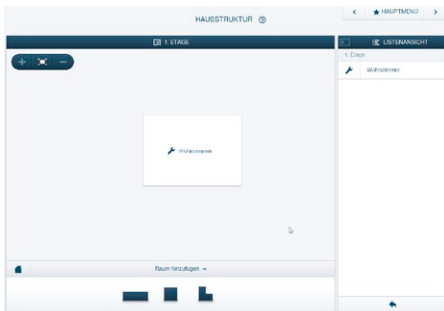 HAUSSTRUKTUR
HAUPTMENÜ
1. ETAGE
LISTENANSICHT
1. Etage
Wohnzimmer
Wohnzimmer
Raum hinzufügen